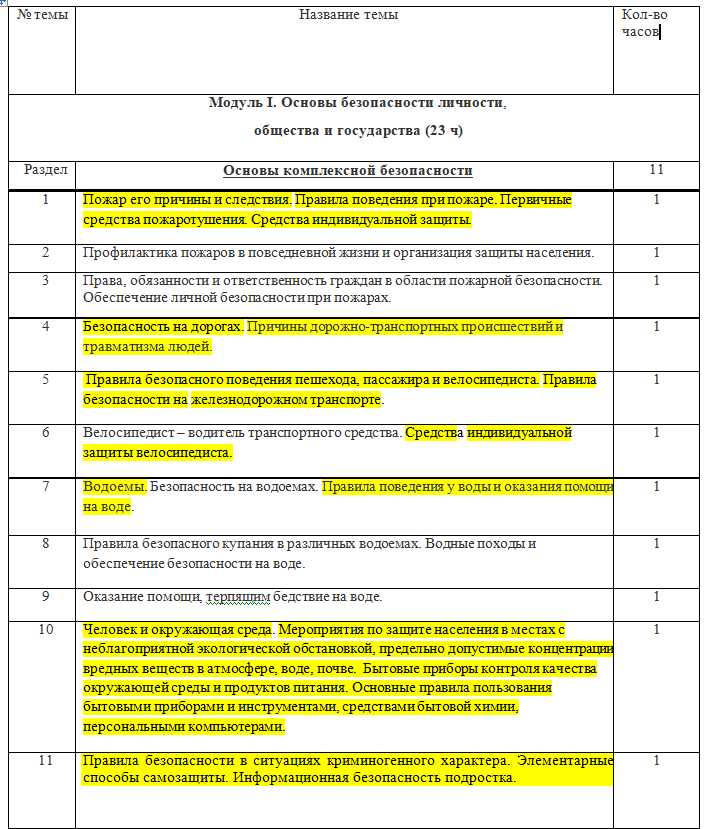 № темы Название темы Кол-во
часов
Модуль I. Основы безопасности личности,
общества и государства (23 ч)
Раздел Основы комплексной безопасности 11
1 Пожар его причины и следствия. Правила поведения при пожаре. Первичные 1
средства пожаротушения. Средства индивидуальной защиты.
2 Профилактика пожаров в повседневной жизни и организация защиты населения. 1
3 Права, обязанности и ответственность граждан в области пожарной безопасности. 1
Обеспечение личной безопасности при пожарах.
4 Безопасность на дорогах. Причины дорожно-транспортных происшествий и 1
травматизма людей.
5 Правила безопасного поведения пешехода, пассажира и велосипедиста. Правила 1
безопасности на железнодорожном транспорте.
6 Велосипедист – водитель транспортного средства. Средства индивидуальной 1
защиты велосипедиста.
7 Водоемы. Безопасность на водоемах. Правила поведения у воды и оказания помощи 1
на воде.
8 Правила безопасного купания в различных водоемах. Водные походы и 1
обеспечение безопасности на воде.
9 Оказание помощи, терпящим бедствие на воде. 1
10 Человек и окружающая среда. Мероприятия по защите населения в местах с 1
неблагоприятной экологической обстановкой, предельно допустимые концентрации
вредных веществ в атмосфере, воде, почве. Бытовые приборы контроля качества
окружающей среды и продуктов питания. Основные правила пользования
бытовыми приборами и инструментами, средствами бытовой химии,
персональными компьютерами.
11 Правила безопасности в ситуациях криминогенного характера. Элементарные 1
способы самозащиты. Информационная безопасность подростка.